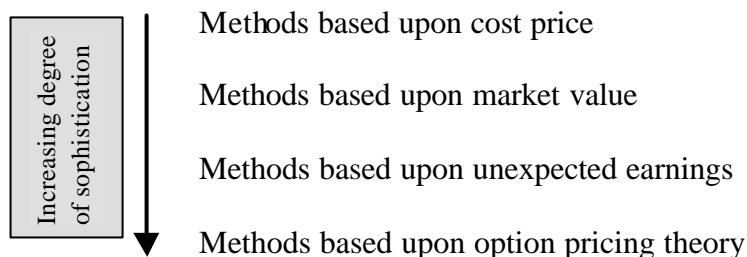 Increasing degree
of sophistication
Methods based upon cost price
Methods based upon market value
Methods based upon unexpected earnings
Methods based upon option pricing theory